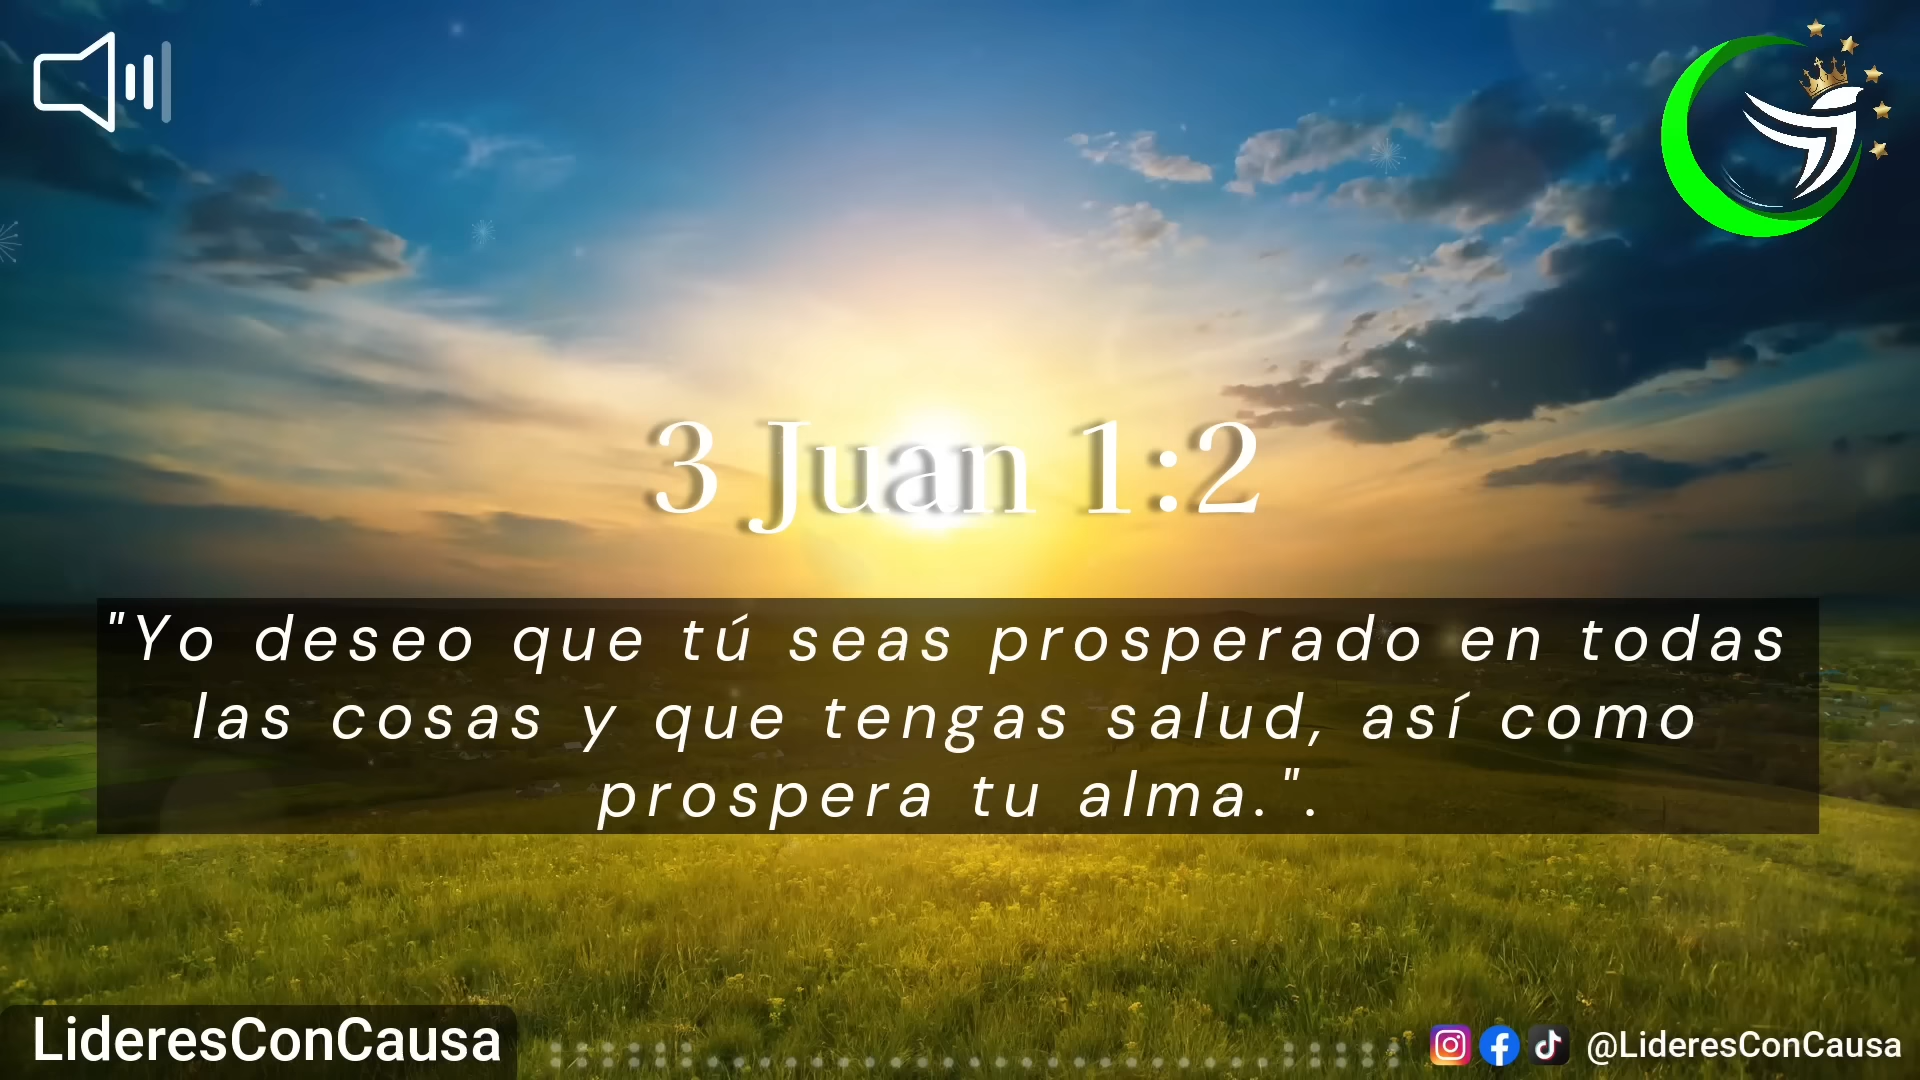 3 Juan 1:2
"Yo deseo que tú seas prosperado en todas
las cosas y que tengas salud, así como
prospera tu alma.".
LideresConCausa
@LideresConCausa